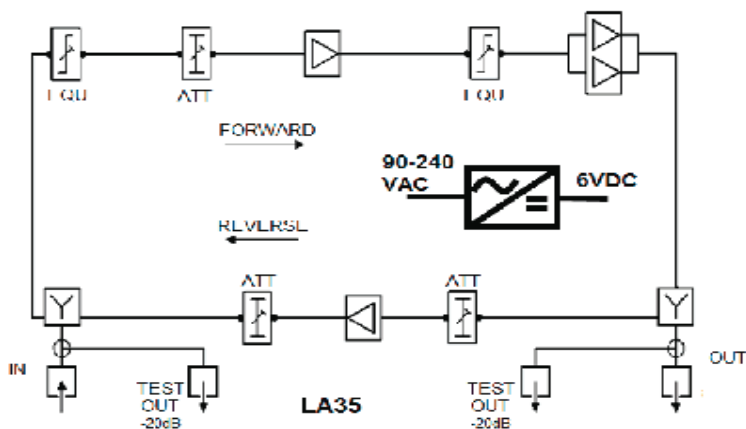 EQU
ATT
EQU
FORWARD
90-240
VAC
6VDC
REVERSE
ATT
ATT
Y
Y
IN
TEST
OUT
-20dB
LA35
TEST
OUT
-20dB
OUT